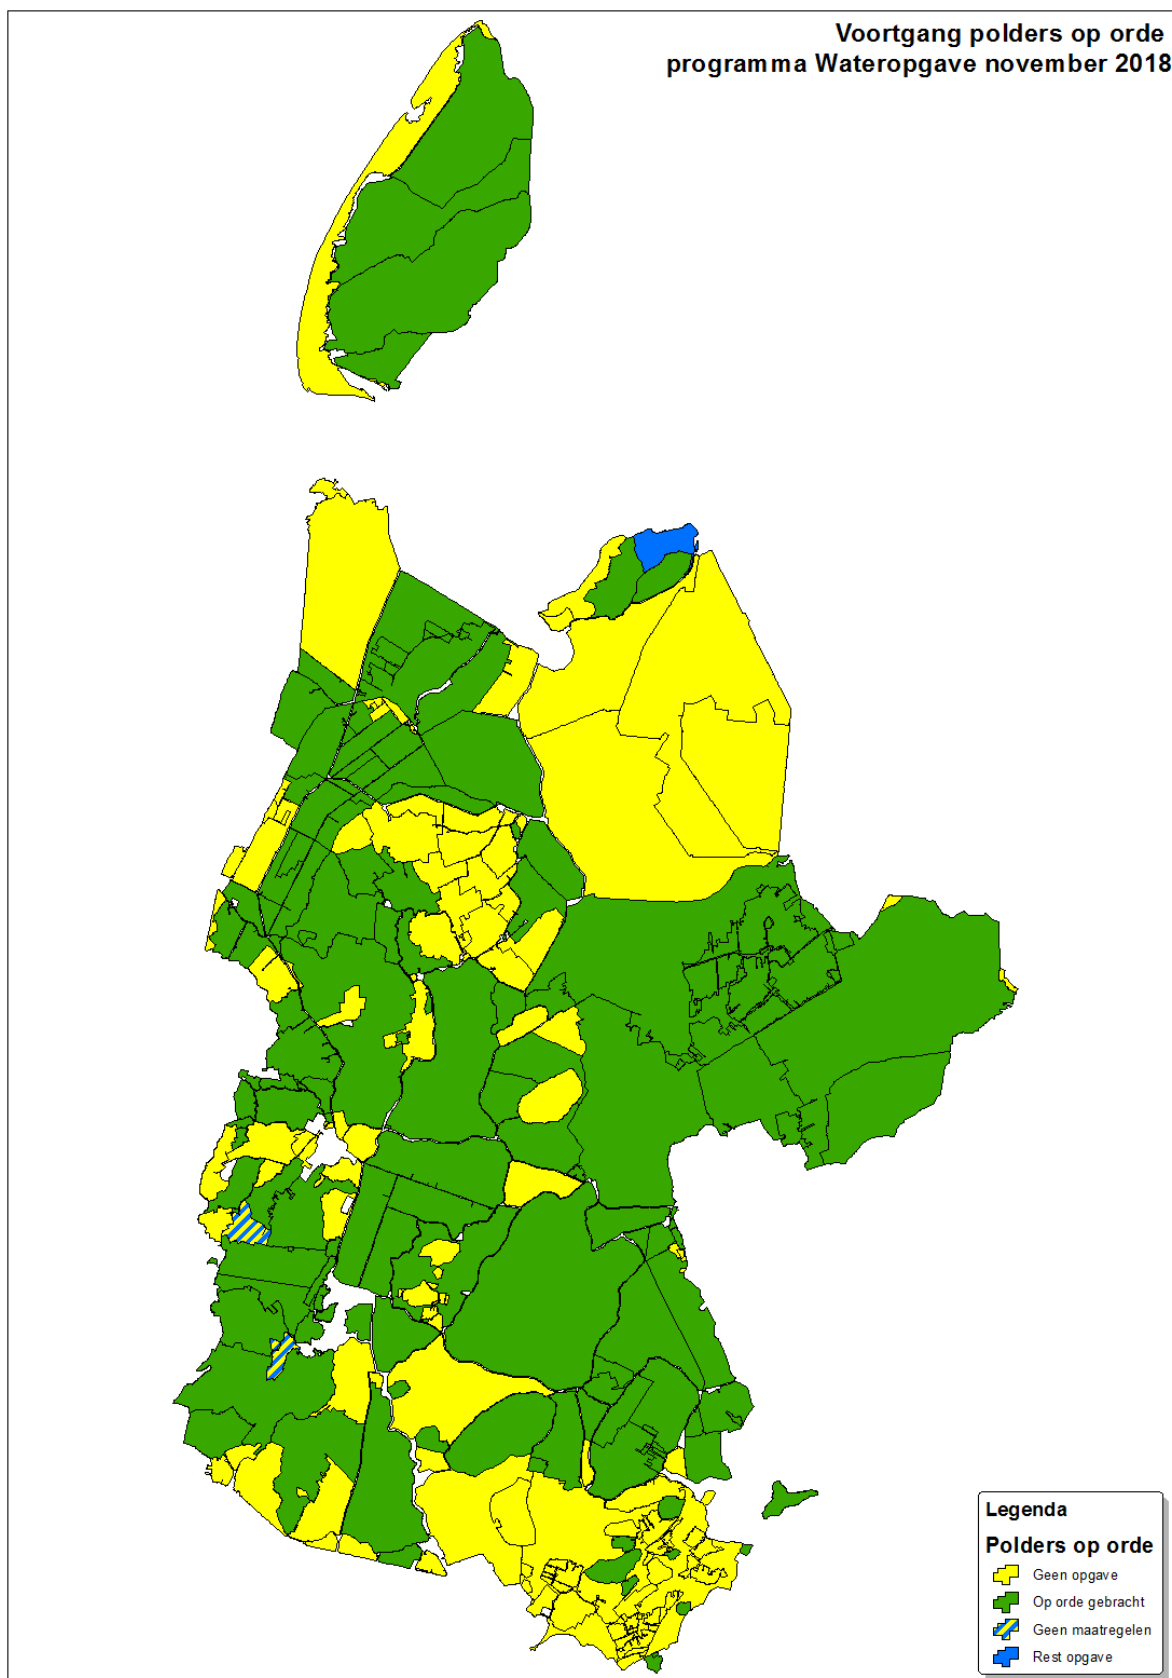 Voortgang polders op orde
programma Wateropgave november 2018
Legenda
Polders op orde
Geen opgave
Op orde gebracht
Geen maatregelen
Rest opgave